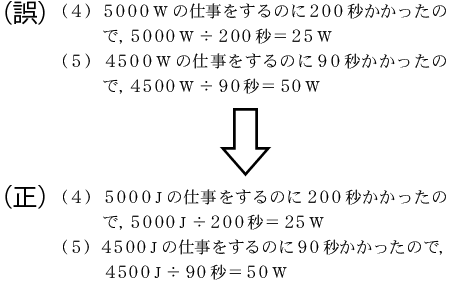 (誤) (4) 5000Wの仕事をするのに200秒かかったの
で,5000W÷200秒=25W
(5) 4500Wの仕事をするのに90秒かかったの
で,4500W÷90秒=50W
(正) (4) 5000Jの仕事をするのに200秒かかったの
で,5000J÷200秒=25W
(5) 4500Jの仕事をするのに90秒かかったので,
4500J÷90秒=50W